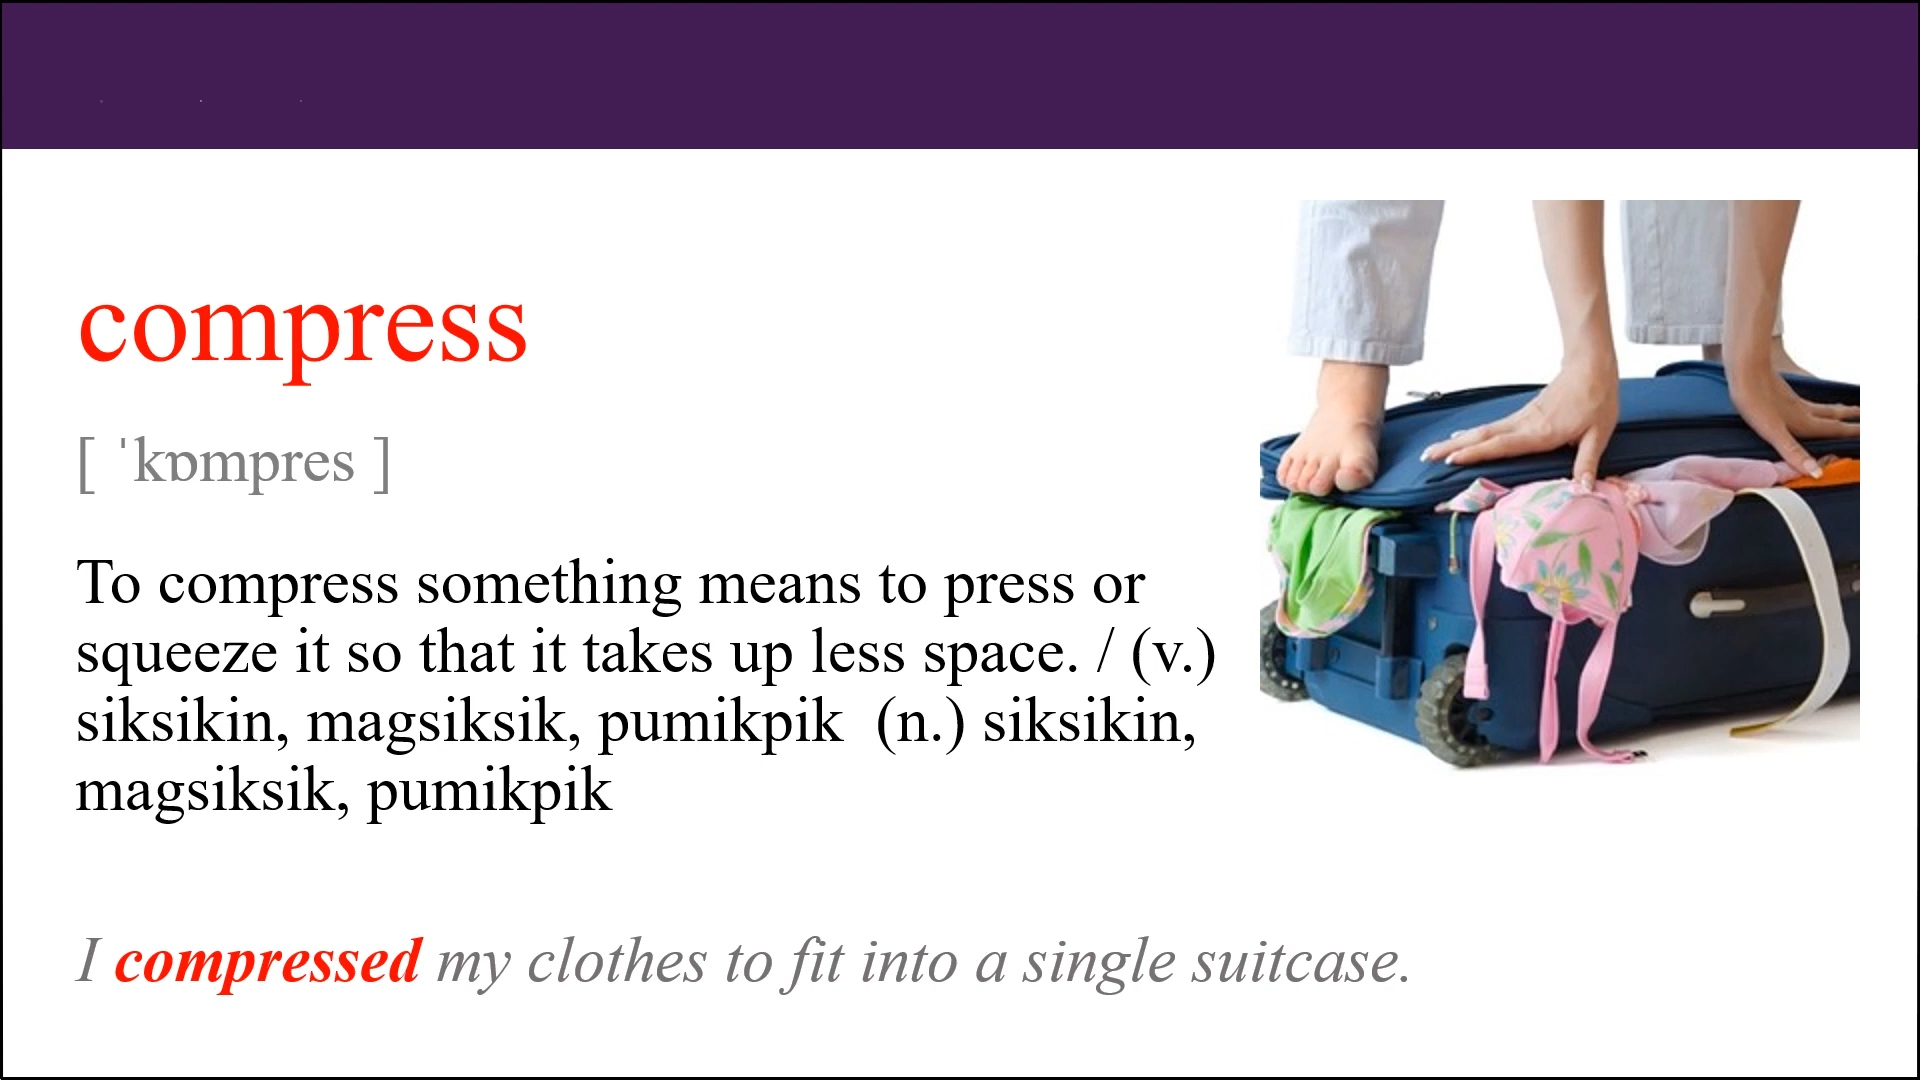 compress
[ ˈkɒmpres ]
To compress something means to press or
squeeze it so that it takes up less space. / (v.)
siksikin, magsiksik, pumikpik  (n.) siksikin,
magsiksik, pumikpik
I compressed my clothes to fit into a single suitcase.